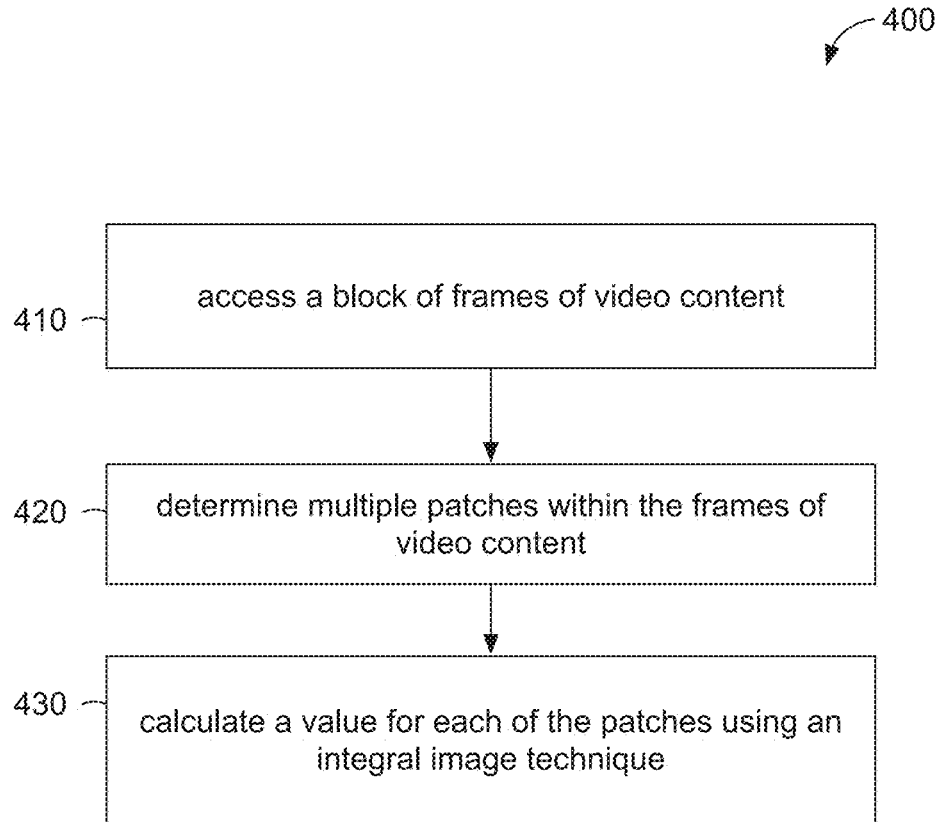 400
410
access a block of frames of video content
420
determine multiple patches within the frames of
video content
430
calculate a value for each of the patches using an
integral image technique